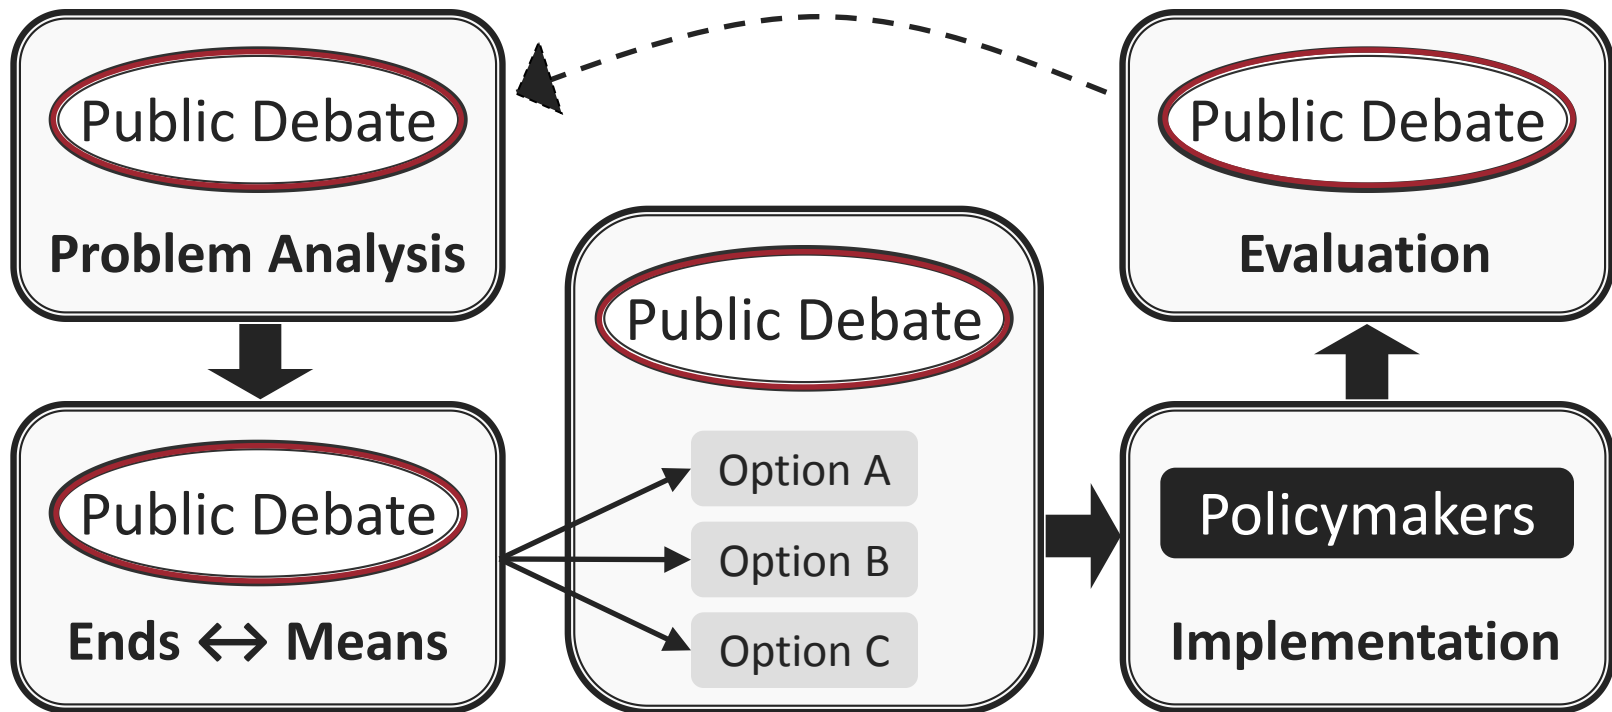 Public Debate
Problem Analysis
Public Debate
Ends ↔ Means
Public Debate
Option A
Option B
Option C
Policymakers
Implementation
Public Debate
Evaluation